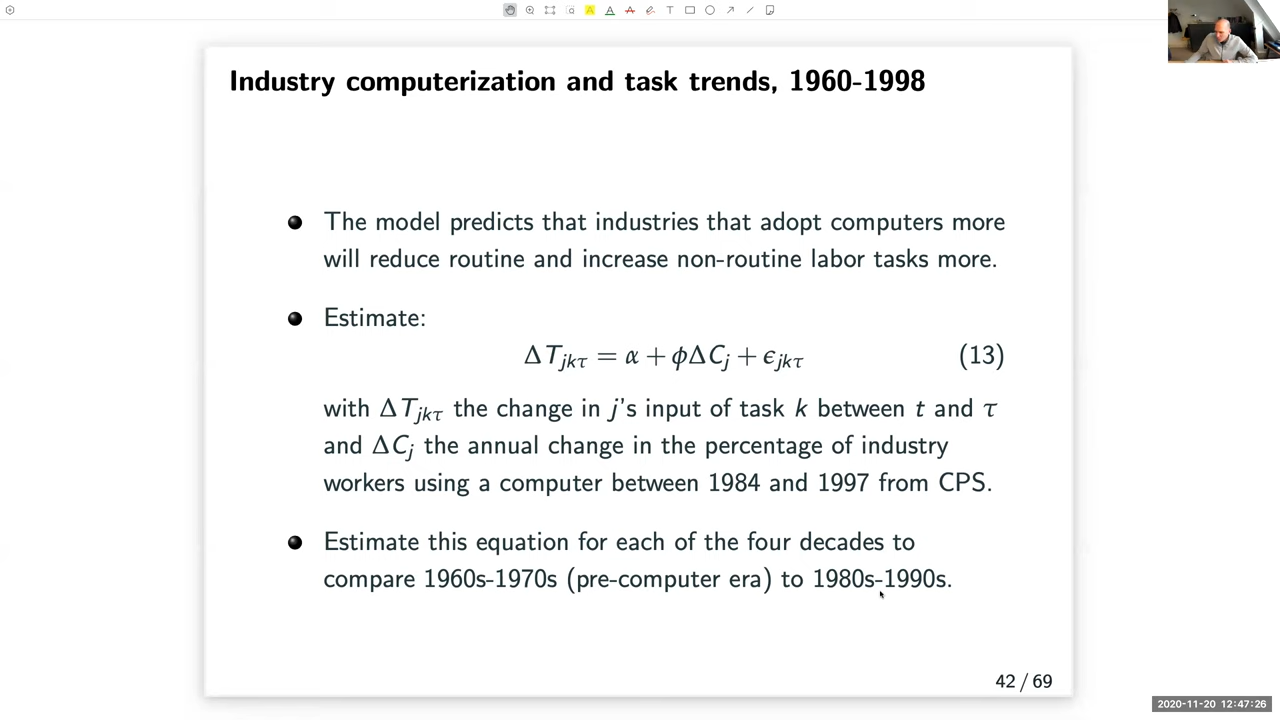 Industry computerization and task trends, 1960-1998
The model predicts that industries that adopt computers more
will reduce routine and increase non-routine labor tasks more.
Estimate:
ΔT_{jkτ} = α + φΔC_j + ϵ_{jkτ} (13)
with ΔT_{jkτ} the change in j's input of task k between t and τ
and ΔC_j the annual change in the percentage of industry
workers using a computer between 1984 and 1997 from CPS.
Estimate this equation for each of the four decades to
compare 1960s-1970s (pre-computer era) to 1980s-1990s.
42 / 69
2020-11-20 12:47:26